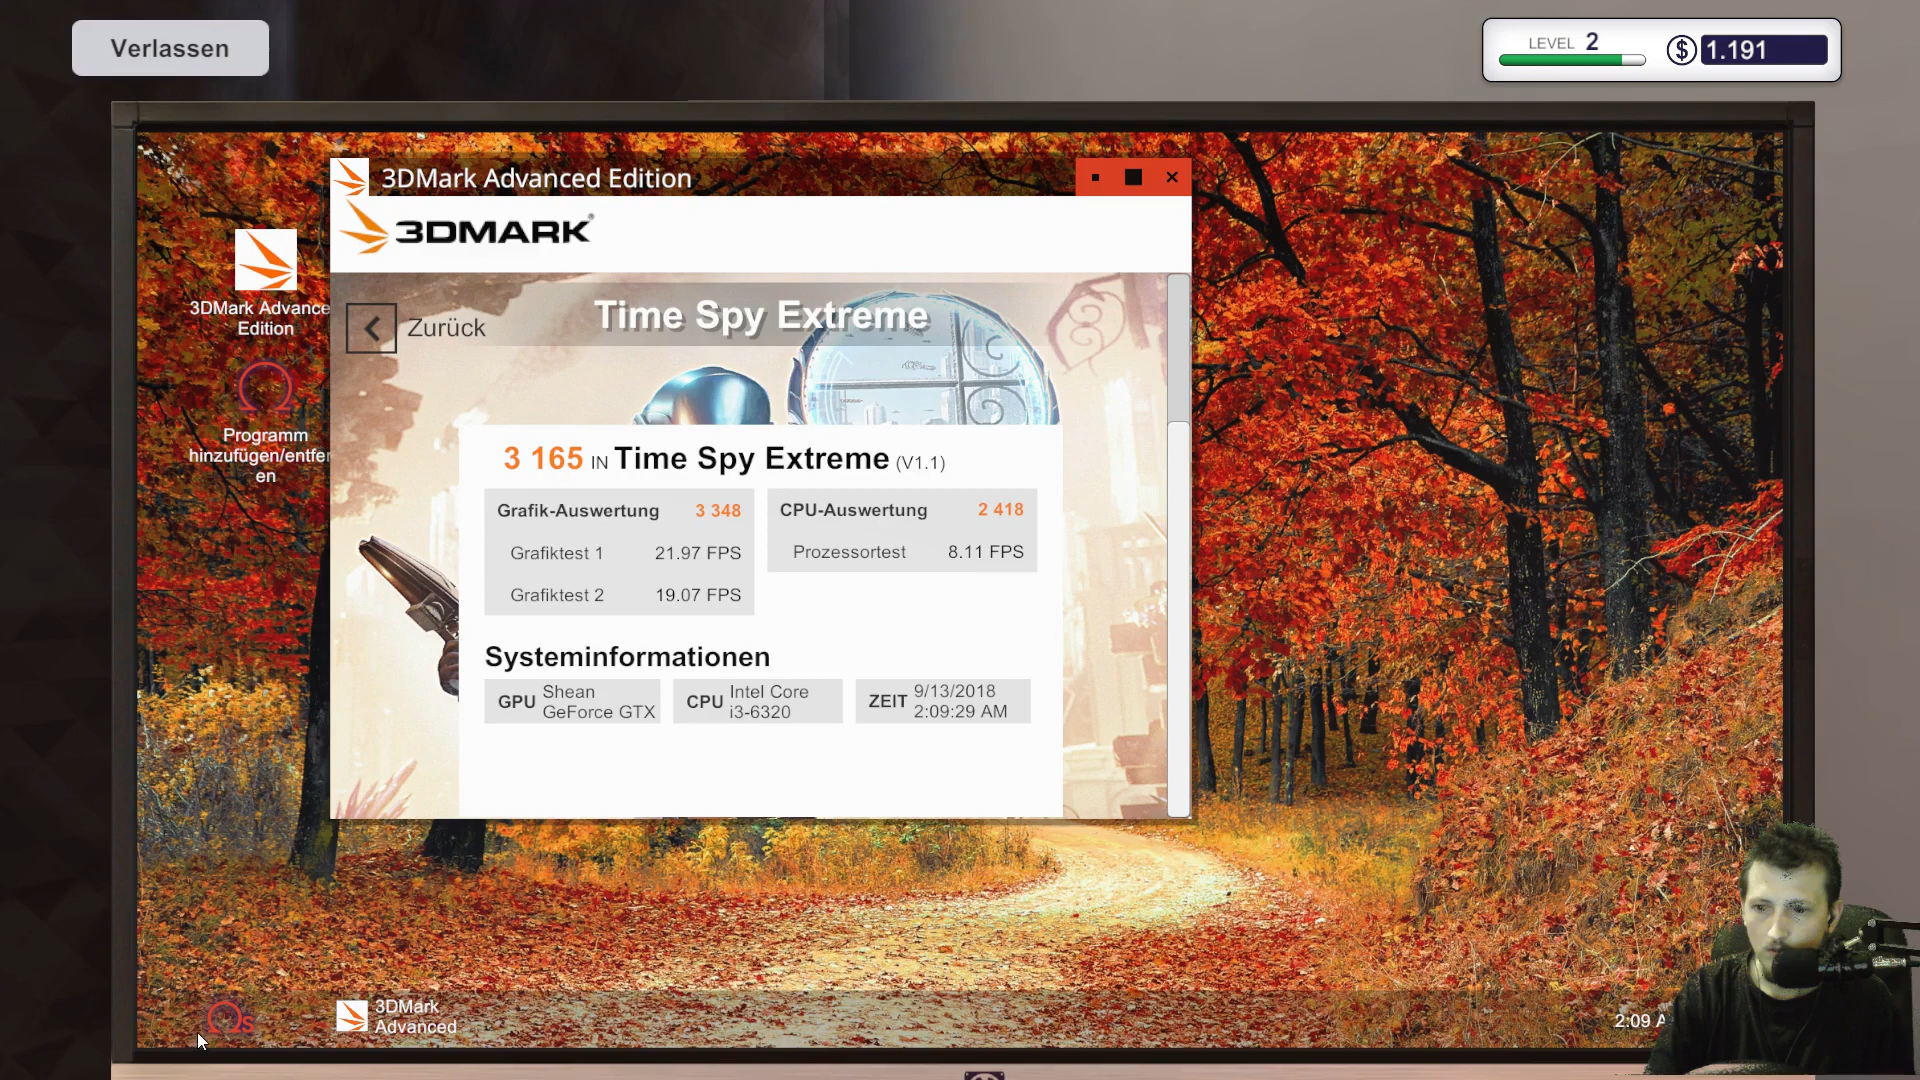 Verlassen
LEVEL 2
$ 1.191
3DMark Advanced Edition
3DMARK®
3DMark Advance
Edition
Zurück
Time Spy Extreme
Programm
hinzufügen/entfer
en
3 165 IN Time Spy Extreme (V1.1)
Grafik-Auswertung 3 348
Grafiktest 1 21.97 FPS
Grafiktest 2 19.07 FPS
CPU-Auswertung 2 418
Prozessortest 8.11 FPS
Systeminformationen
GPU Shean
GeForce GTX
CPU Intel Core
i3-6320
ZEIT 9/13/2018
2:09:29 AM
3DMark
Advanced
2:09